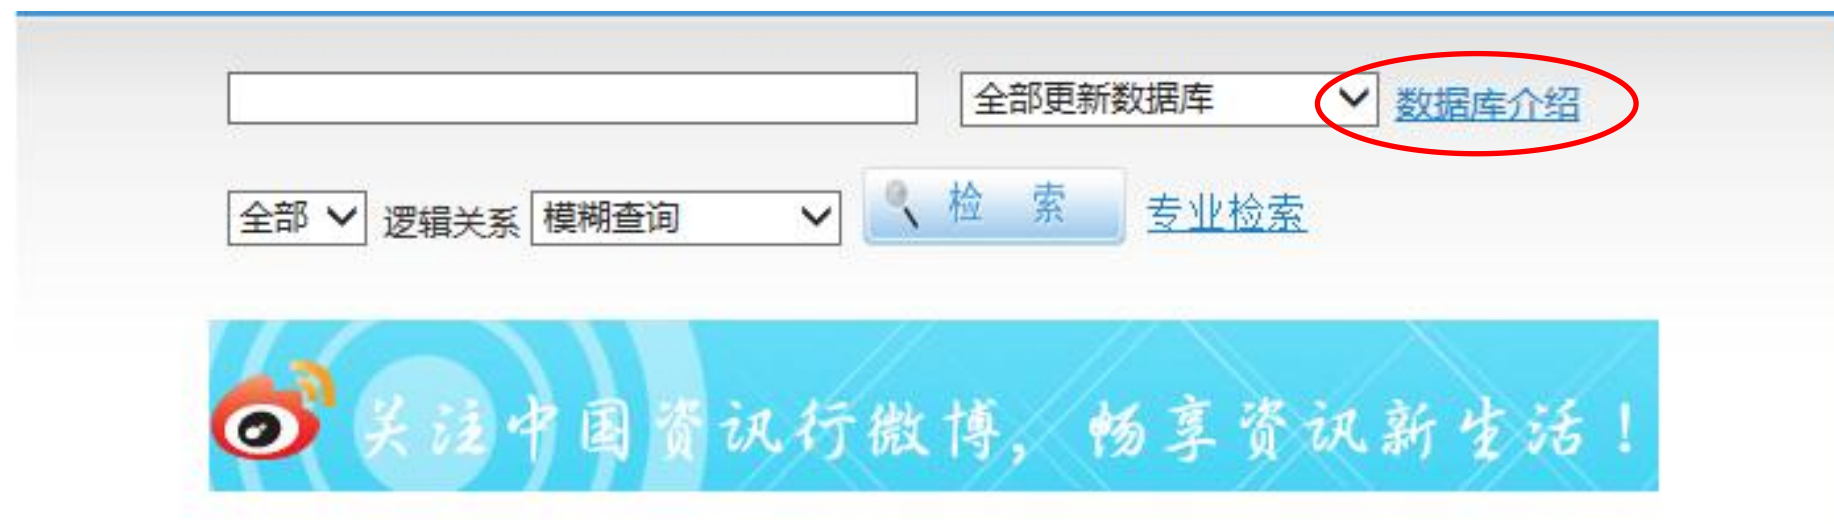 全部更新数据库 数据库介绍
全部 逻辑关系 模糊查询 检 索 专业检索
关注中国资讯行微博，畅享资讯新生活！